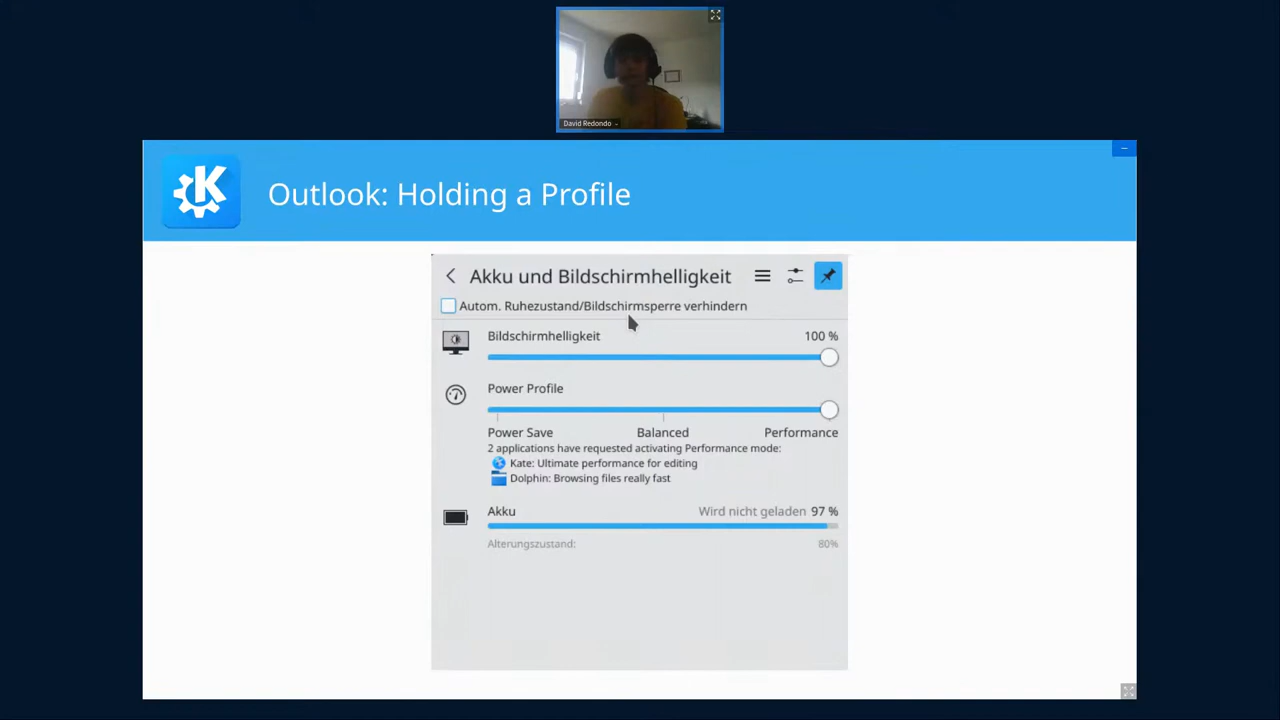 David Redondo
Outlook: Holding a Profile
Akku und Bildschirmhelligkeit
Autom. Ruhezustand/Bildschirmsperre verhindern
Bildschirmhelligkeit 100 %
Power Profile
Power Save Balanced Performance
2 applications have requested activating Performance mode:
Kate: Ultimate performance for editing
Dolphin: Browsing files really fast
Akku Wird nicht geladen 97 %
Alterungszustand: 80%